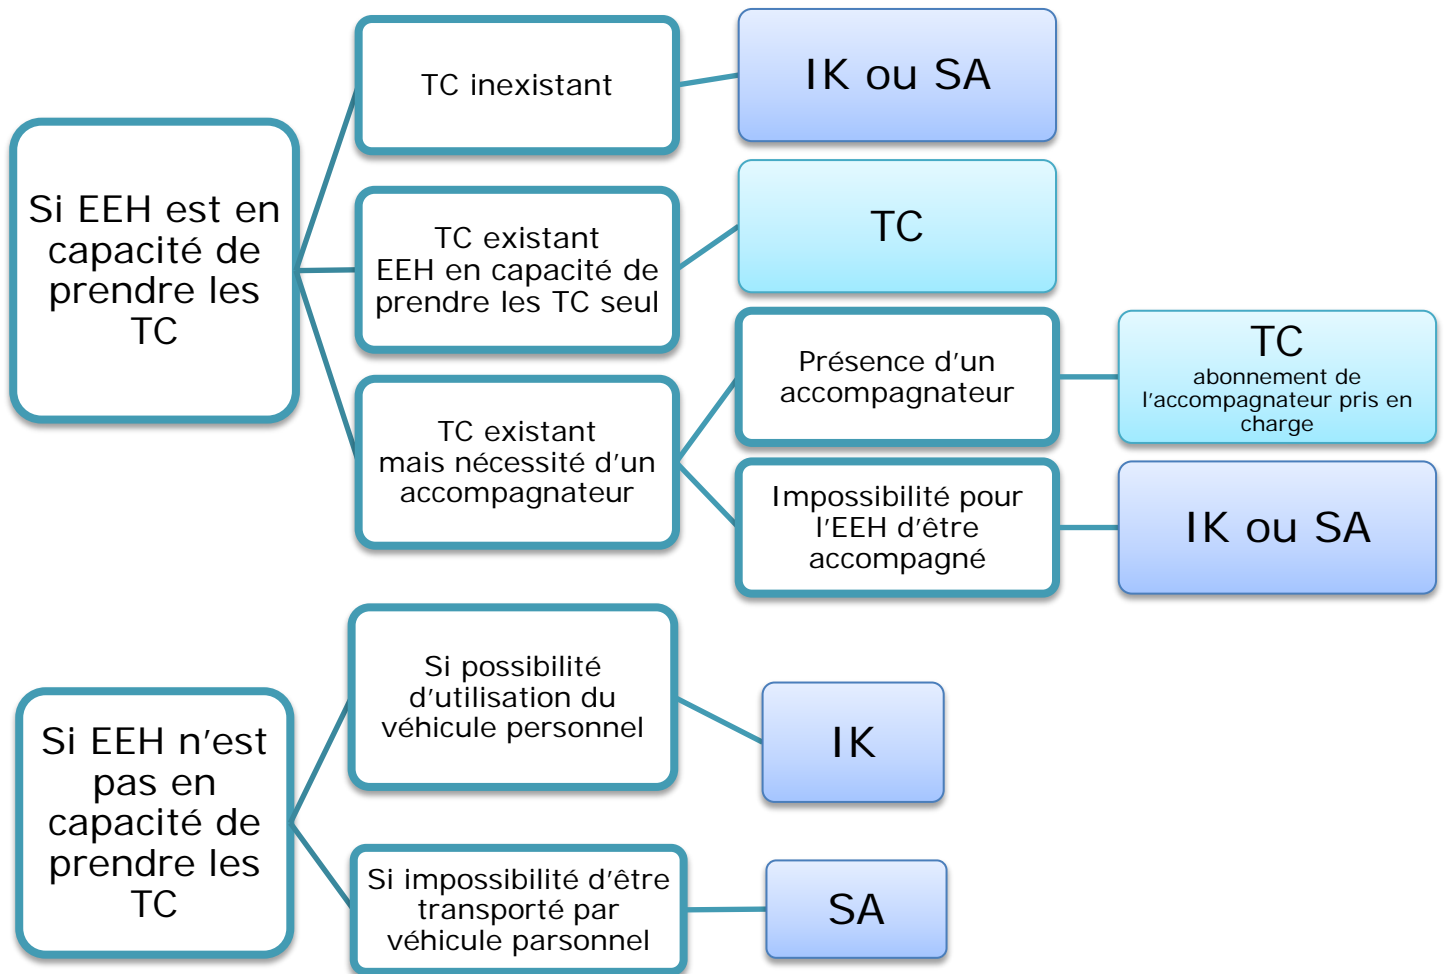 Si EEH est en
capacité de
prendre les
TC
TC inexistant
IK ou SA
TC existant
EEH en capacité de
prendre les TC seul
TC
TC existant
mais nécessité d'un
accompagnateur
Présence d'un
accompagnateur
TC
abonnement de
l'accompagnateur pris en
charge
Impossibilité pour
l'EEH d'être
accompagné
IK ou SA
Si EEH n'est
pas en
capacité de
prendre les
TC
Si possibilité
d'utilisation du
véhicule personnel
IK
Si impossibilité d'être
transporté par
véhicule parsonnel
SA